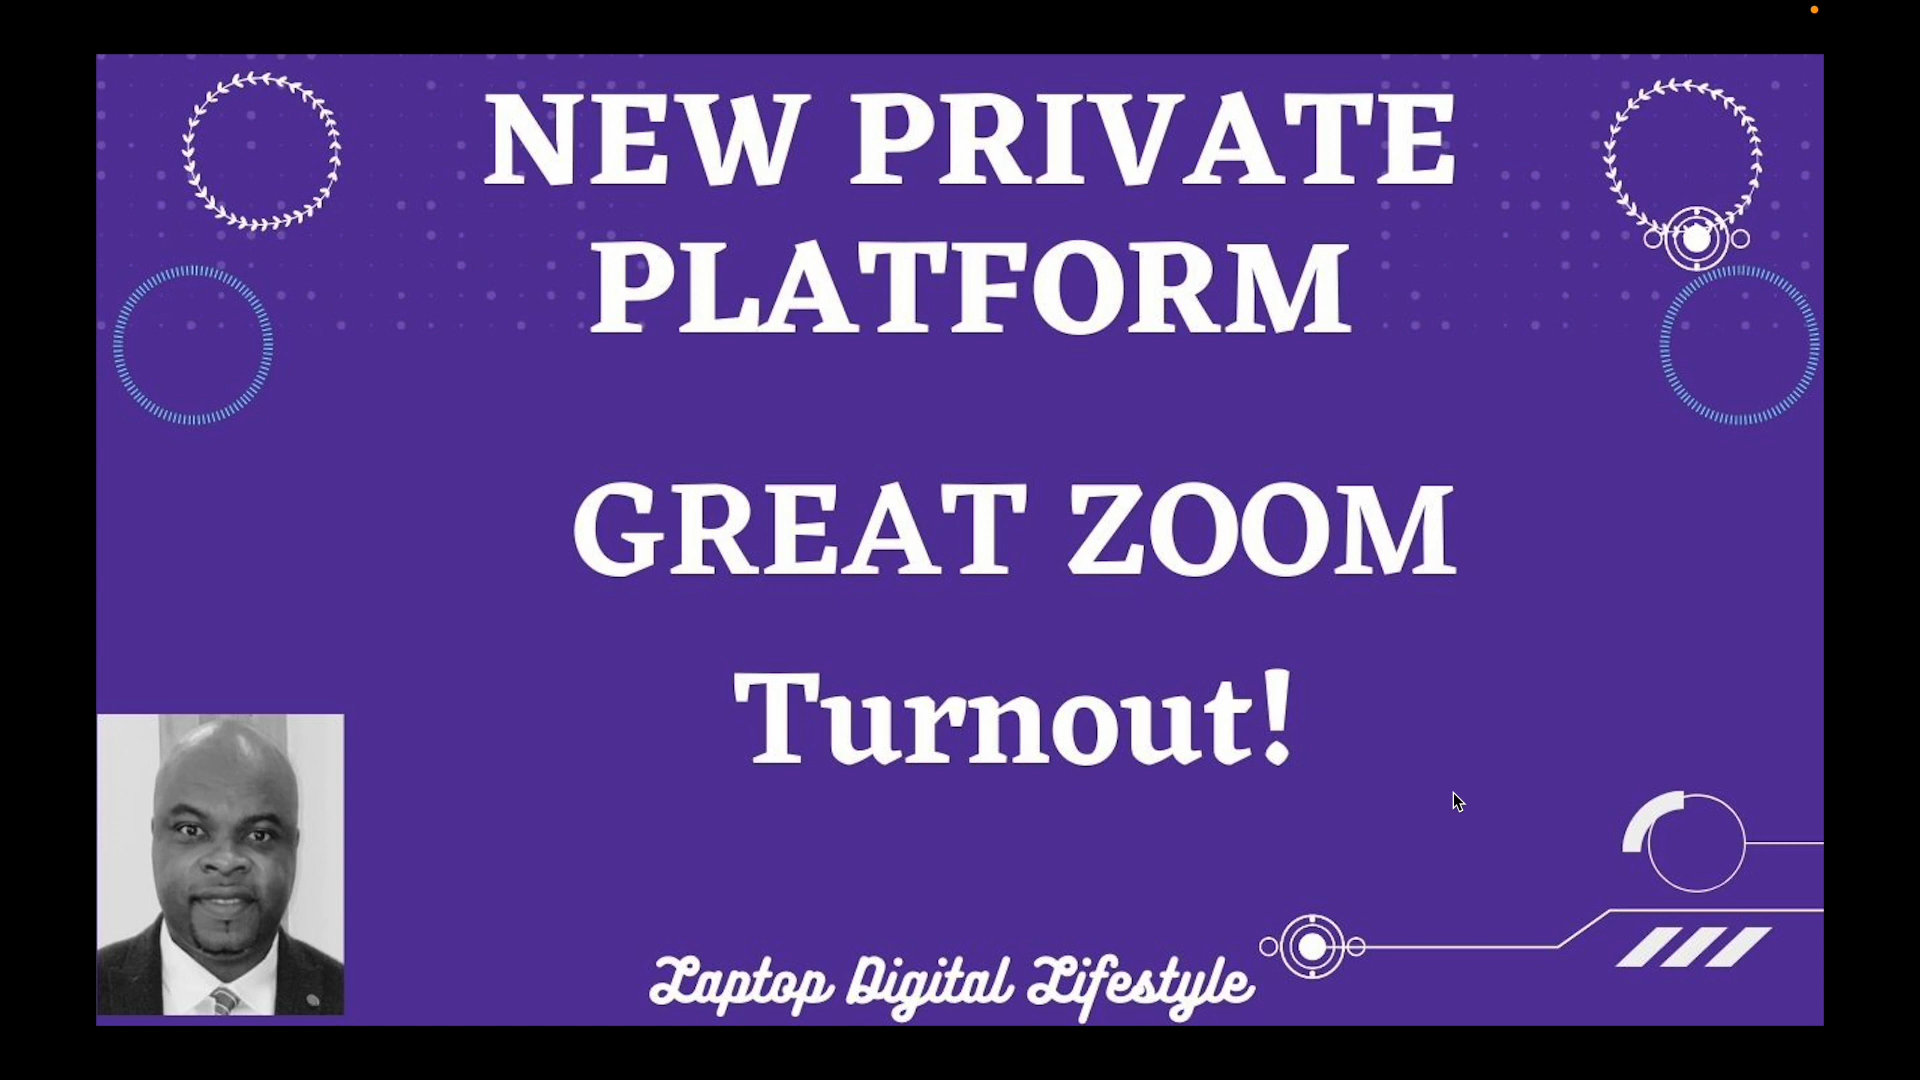 NEW PRIVATE
PLATFORM
GREAT ZOOM
Turnout!
Laptop Digital Lifestyle